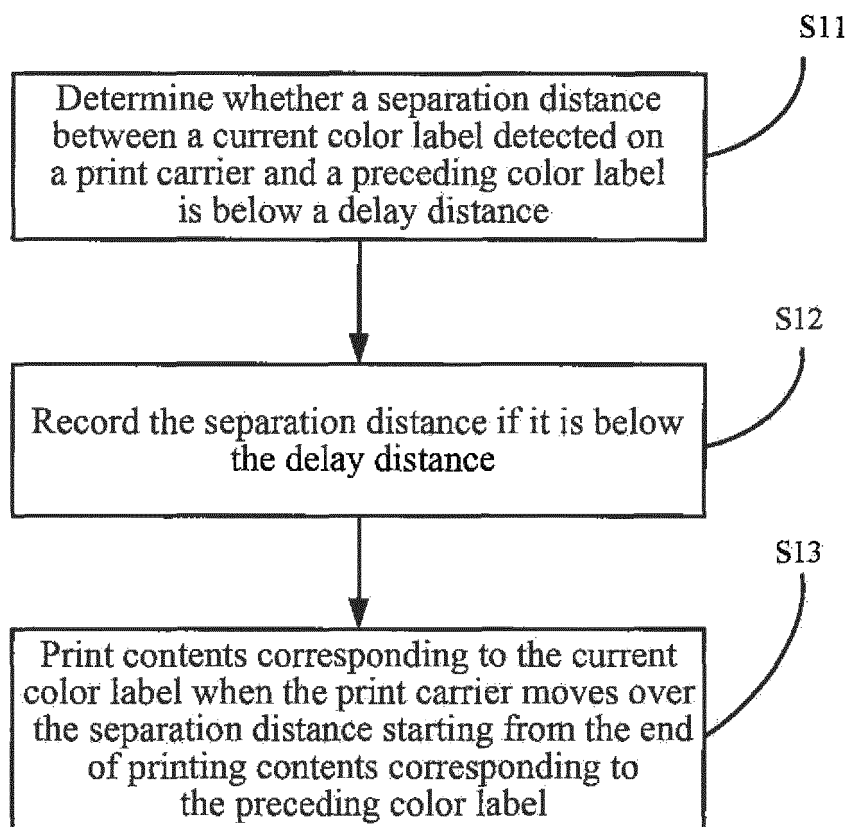 S11
Determine whether a separation distance
between a current color label detected on
a print carrier and a preceding color label
is below a delay distance
S12
Record the separation distance if it is below
the delay distance
S13
Print contents corresponding to the current
color label when the print carrier moves over
the separation distance starting from the end
of printing contents corresponding to
the preceding color label